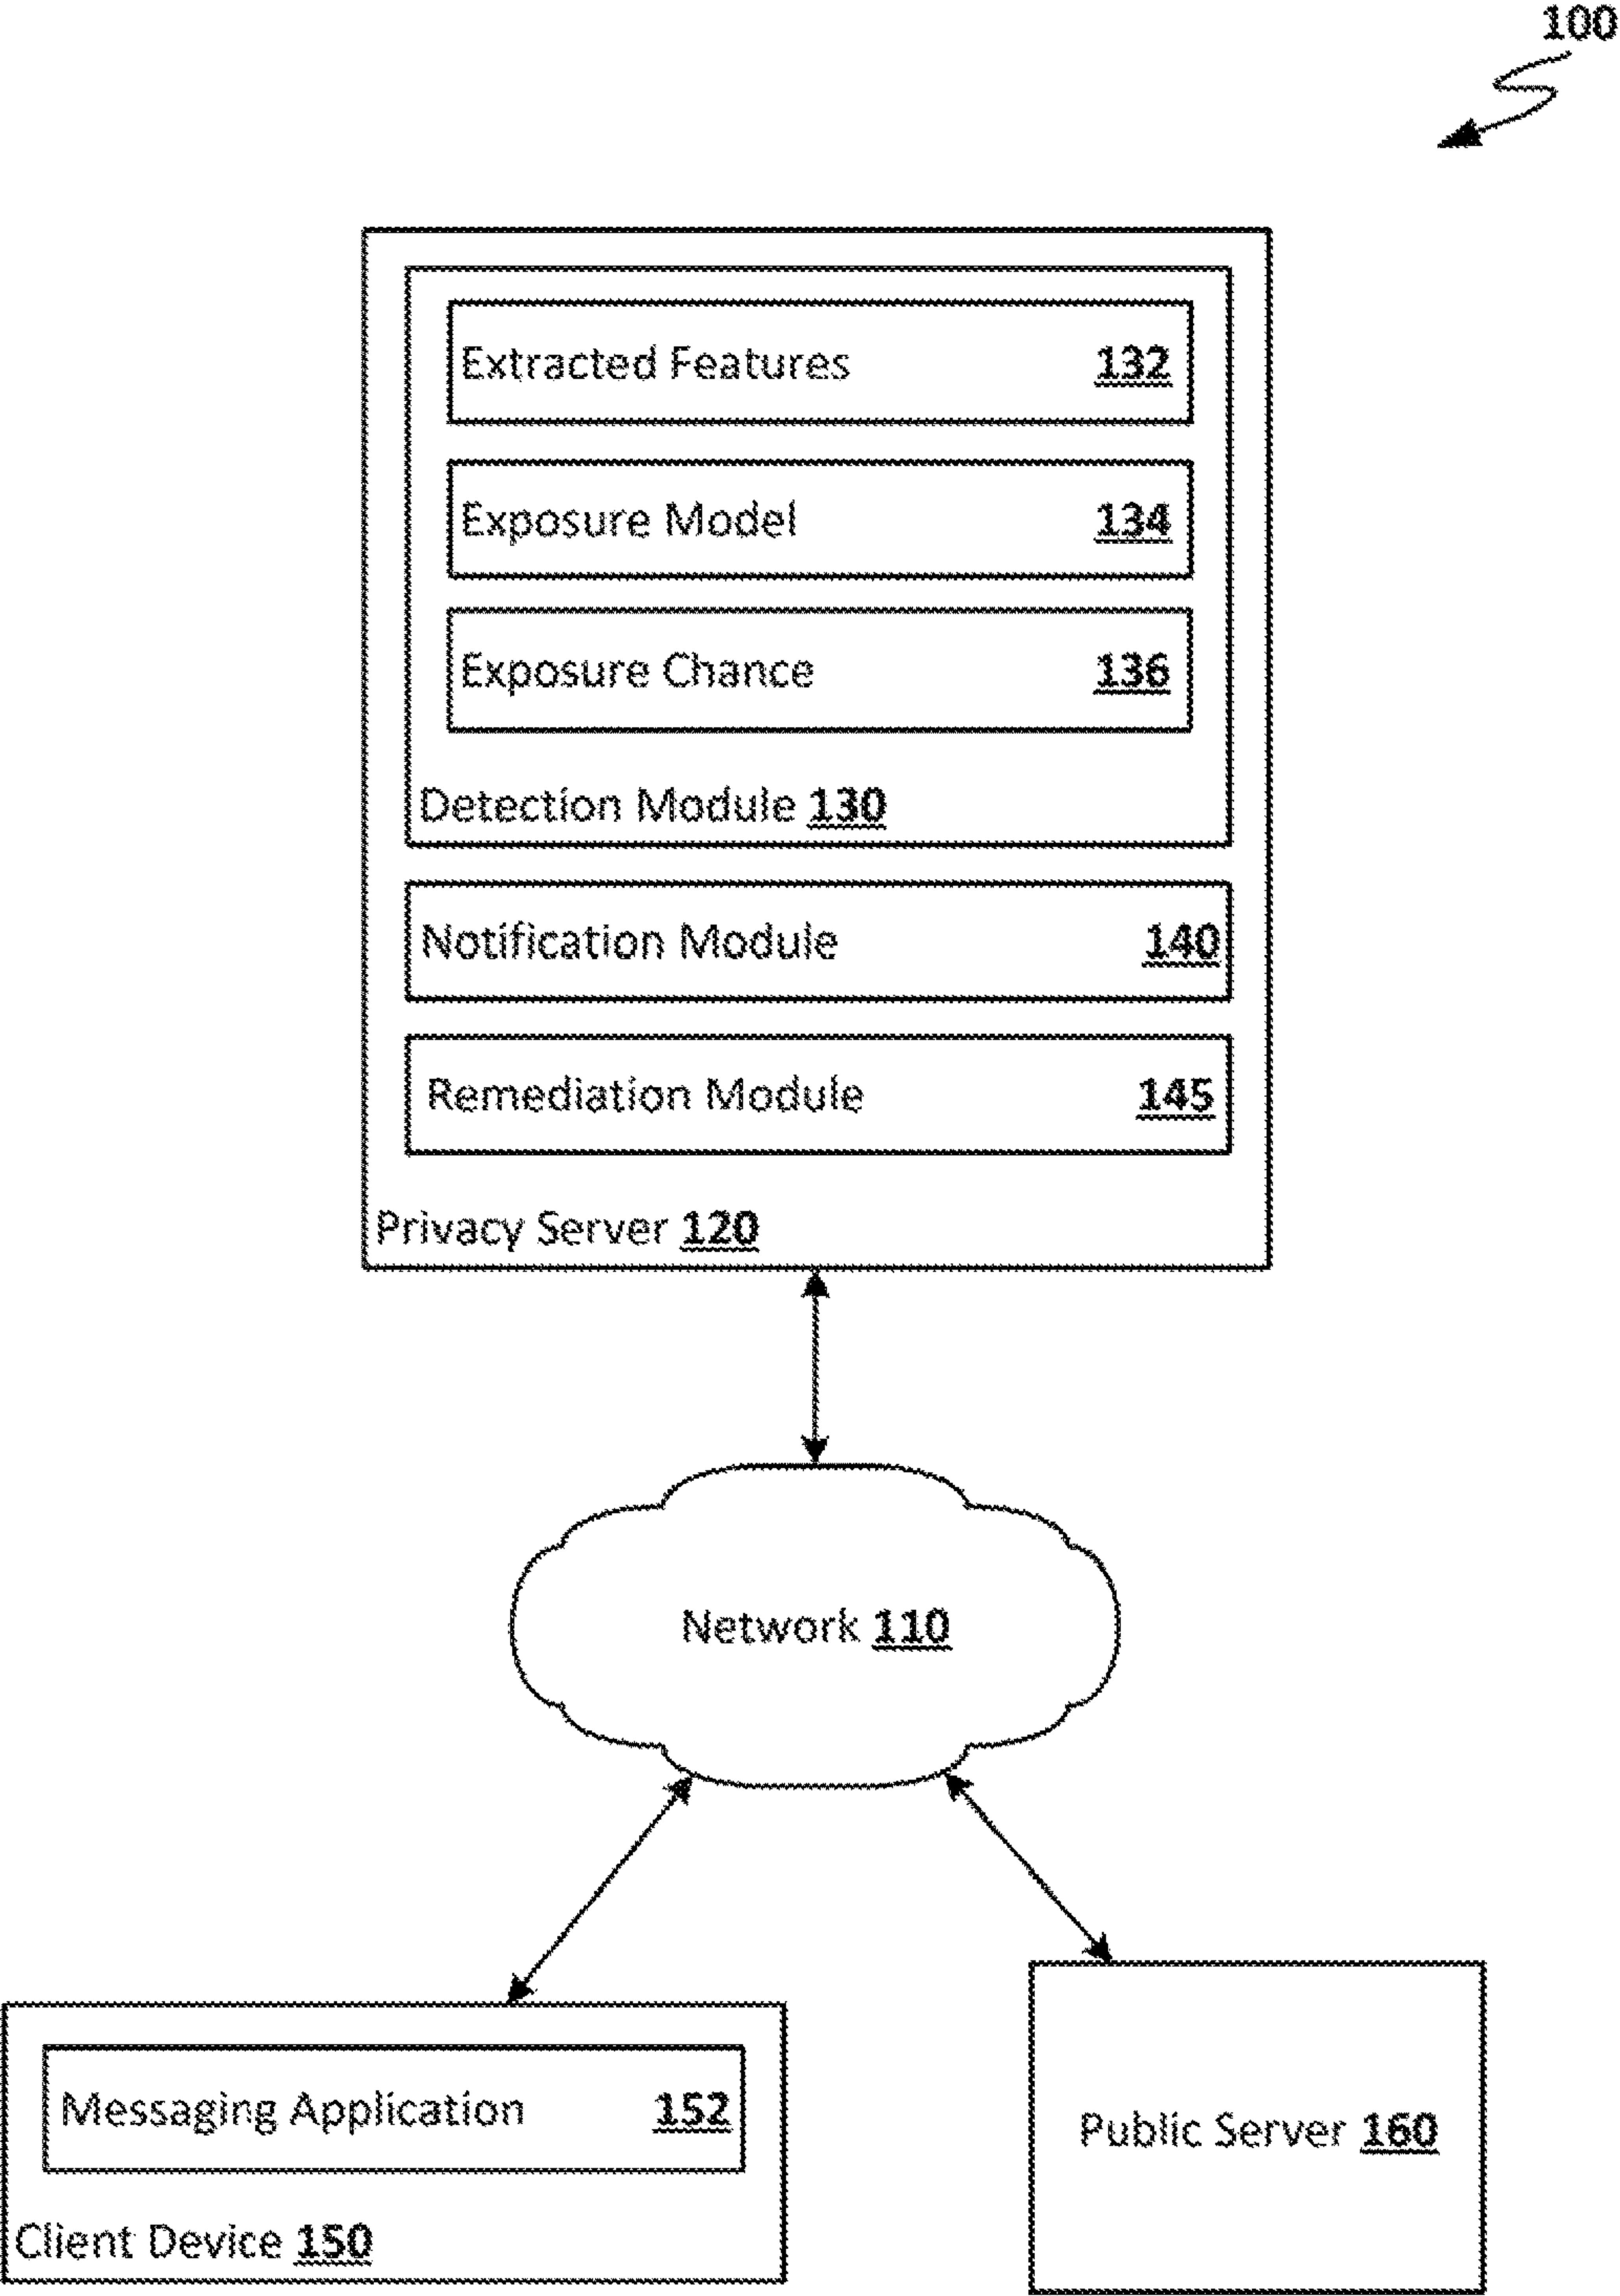 100
Extracted Features 132
Exposure Model 134
Exposure Chance 136
Detection Module 130
Notification Module 140
Remediation Module 145
Privacy Server 120
Network 110
Messaging Application 152
Client Device 150
Public Server 160